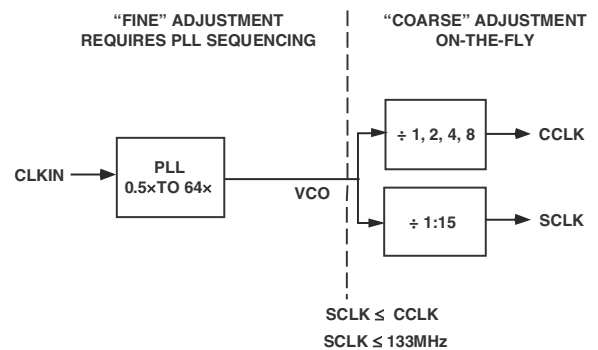 “FINE” ADJUSTMENT
REQUIRES PLL SEQUENCING
“COARSE” ADJUSTMENT
ON-THE-FLY
CLKIN
PLL
0.5×TO 64×
VCO
÷ 1, 2, 4, 8
CCLK
÷ 1:15
SCLK
SCLK ≤ CCLK
SCLK ≤ 133MHz